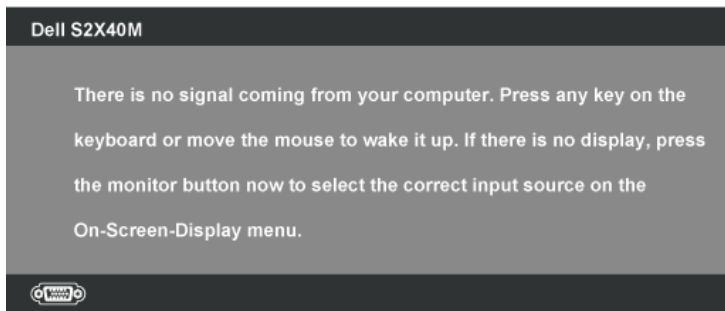 Dell S2X40M
There is no signal coming from your computer. Press any key on the
keyboard or move the mouse to wake it up. If there is no display, press
the monitor button now to select the correct input source on the
On-Screen-Display menu.